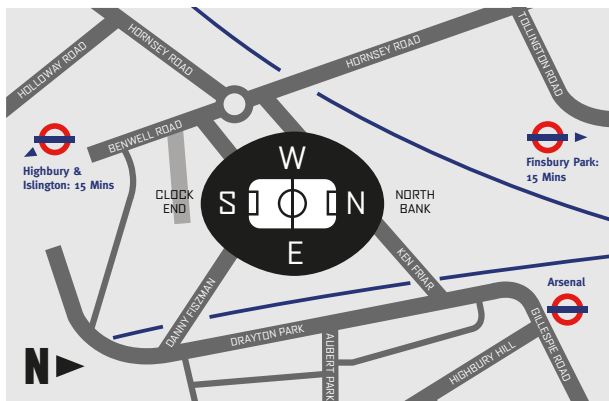 HOLLOWAY ROAD
HORNSEY ROAD
HORNSEY ROAD
TOLLINGTON ROAD
BENWELL ROAD
Highbury &
Islington: 15 Mins
Finsbury Park:
15 Mins
CLOCK
END
W
S
N
E
NORTH
BANK
KEN FRIAR
DANNY FISZMAN
Arsenal
DRAYTON PARK
AUBERT PARK
GILLESPIE ROAD
HIGHBURY HILL
N